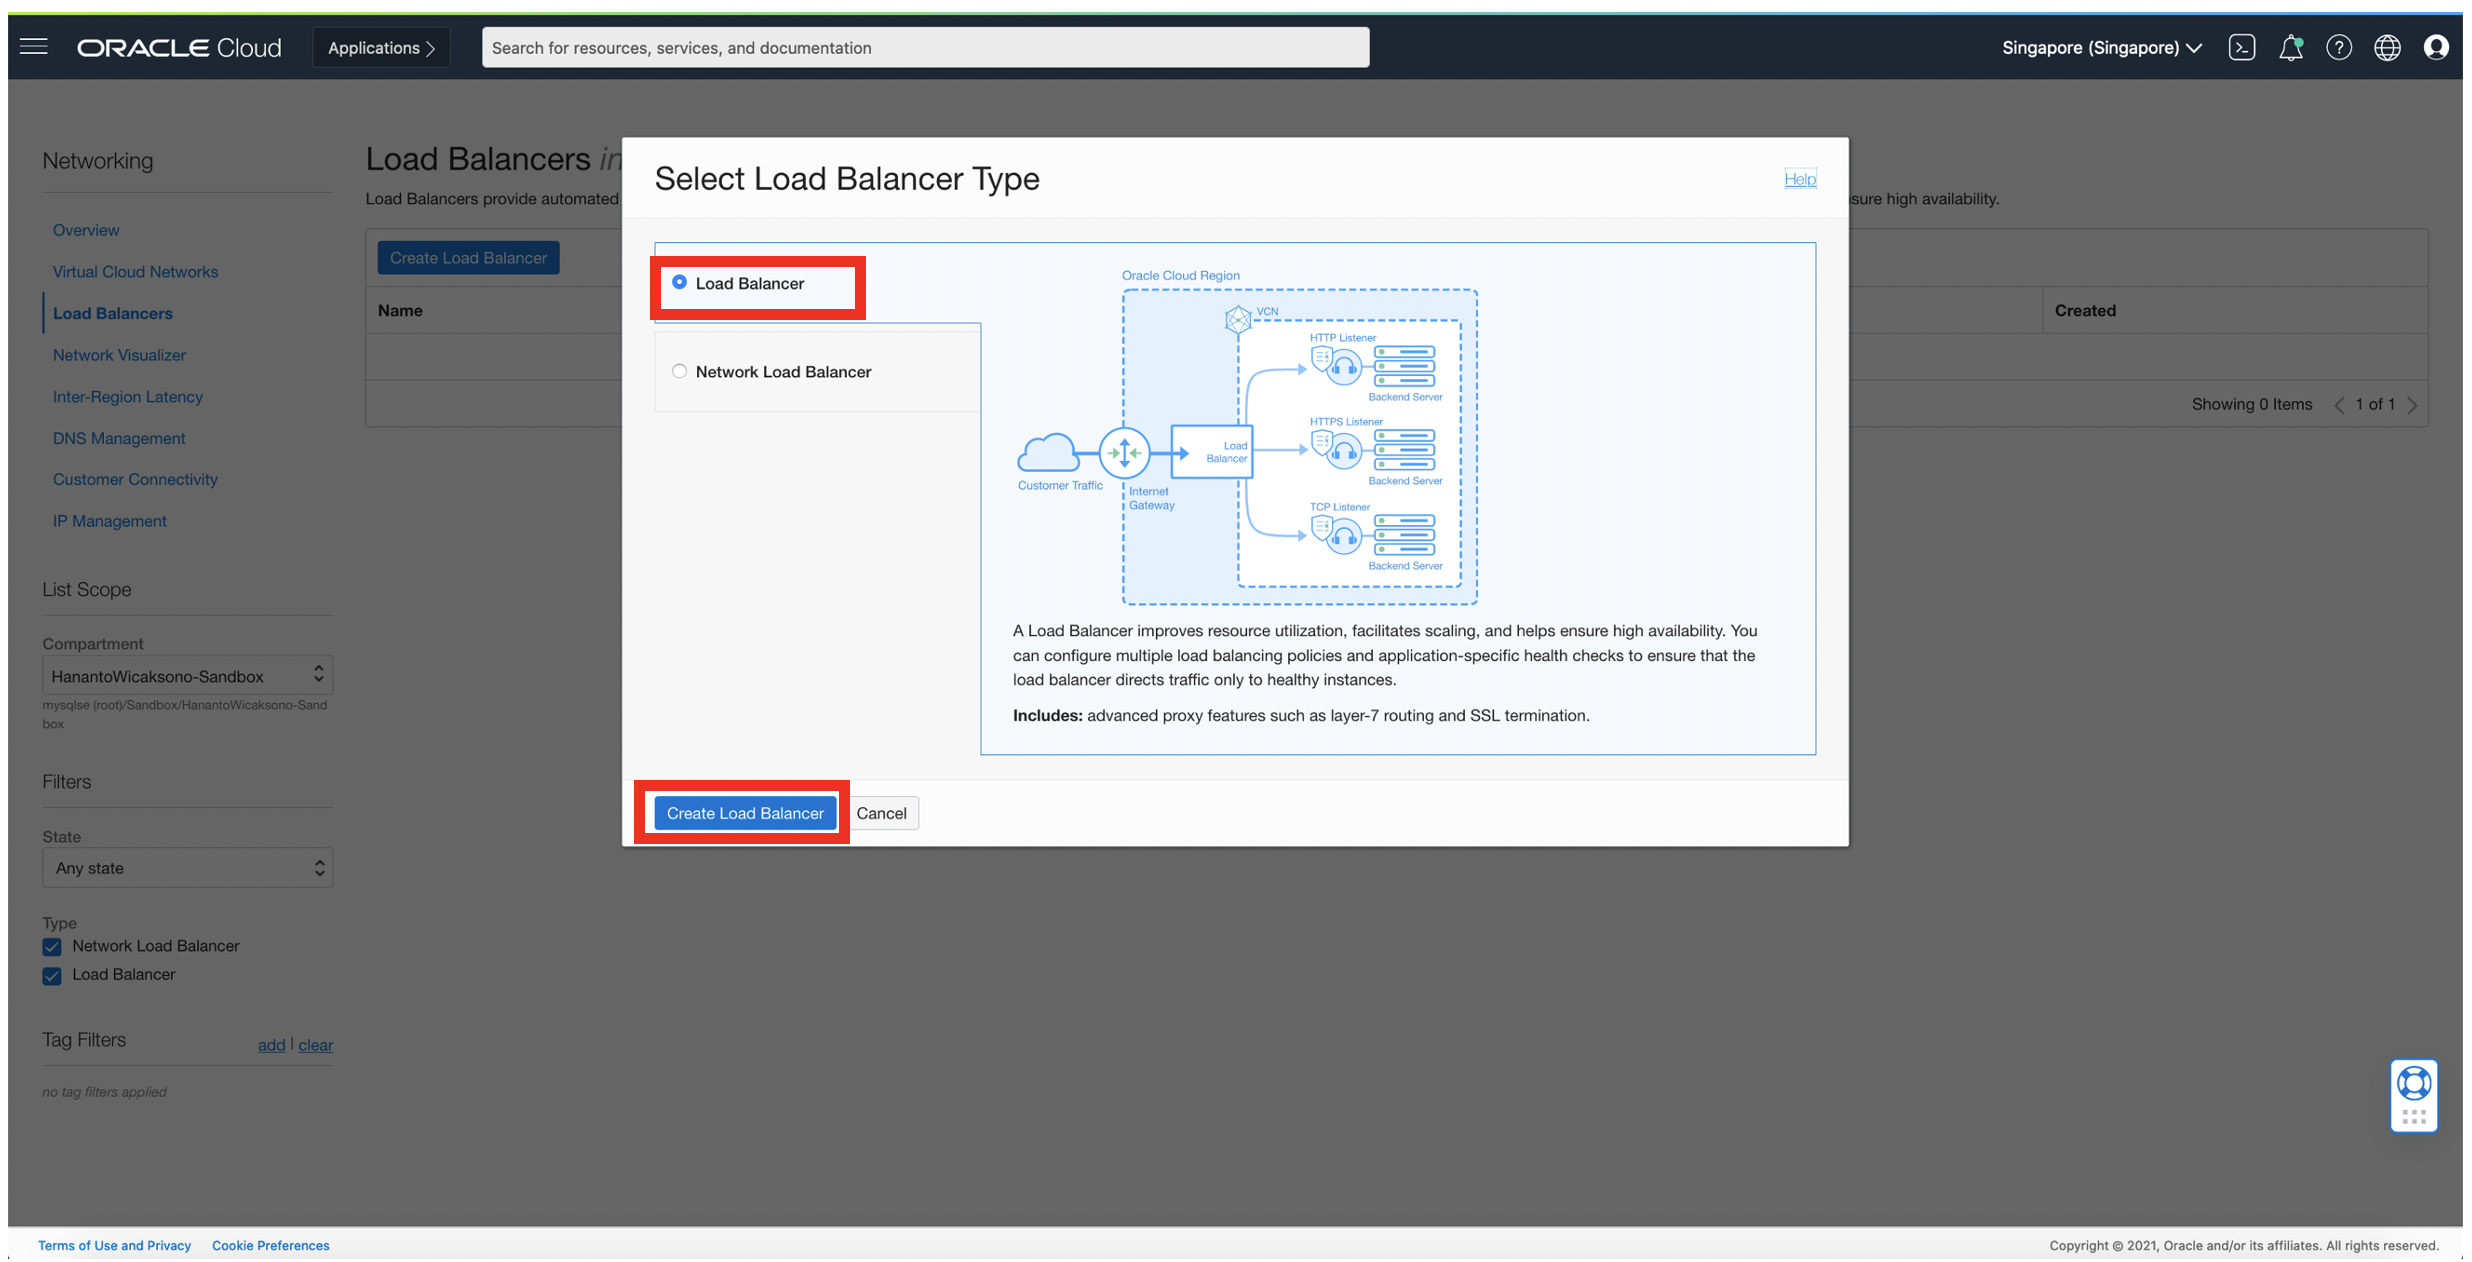 ORACLE Cloud
Applications
Search for resources, services, and documentation
Singapore (Singapore)
Networking
Overview
Virtual Cloud Networks
Load Balancers
Network Visualizer
Inter-Region Latency
DNS Management
Customer Connectivity
IP Management
List Scope
Compartment
HanantoWicaksono-Sandbox
mysqlse (root)/Sandbox/HanantoWicaksono-Sand
box
Filters
State
Any state
Type
Network Load Balancer
Load Balancer
Tag Filters
add | clear
no tag filters applied
Load Balancers in
Load Balancers provide automated
sure high availability.
Create Load Balancer
Name
Created
Showing 0 Items
1 of 1
Select Load Balancer Type
Help
Load Balancer
Network Load Balancer
Oracle Cloud Region
VCN
HTTP Listener
Backend Server
HTTPS Listener
Backend Server
TCP Listener
Backend Server
Load
Balancer
Customer Traffic
Internet
Gateway
A Load Balancer improves resource utilization, facilitates scaling, and helps ensure high availability. You
can configure multiple load balancing policies and application-specific health checks to ensure that the
load balancer directs traffic only to healthy instances.
Includes: advanced proxy features such as layer-7 routing and SSL termination.
Create Load Balancer
Cancel
Terms of Use and Privacy
Cookie Preferences
Copyright © 2021, Oracle and/or its affiliates. All rights reserved.